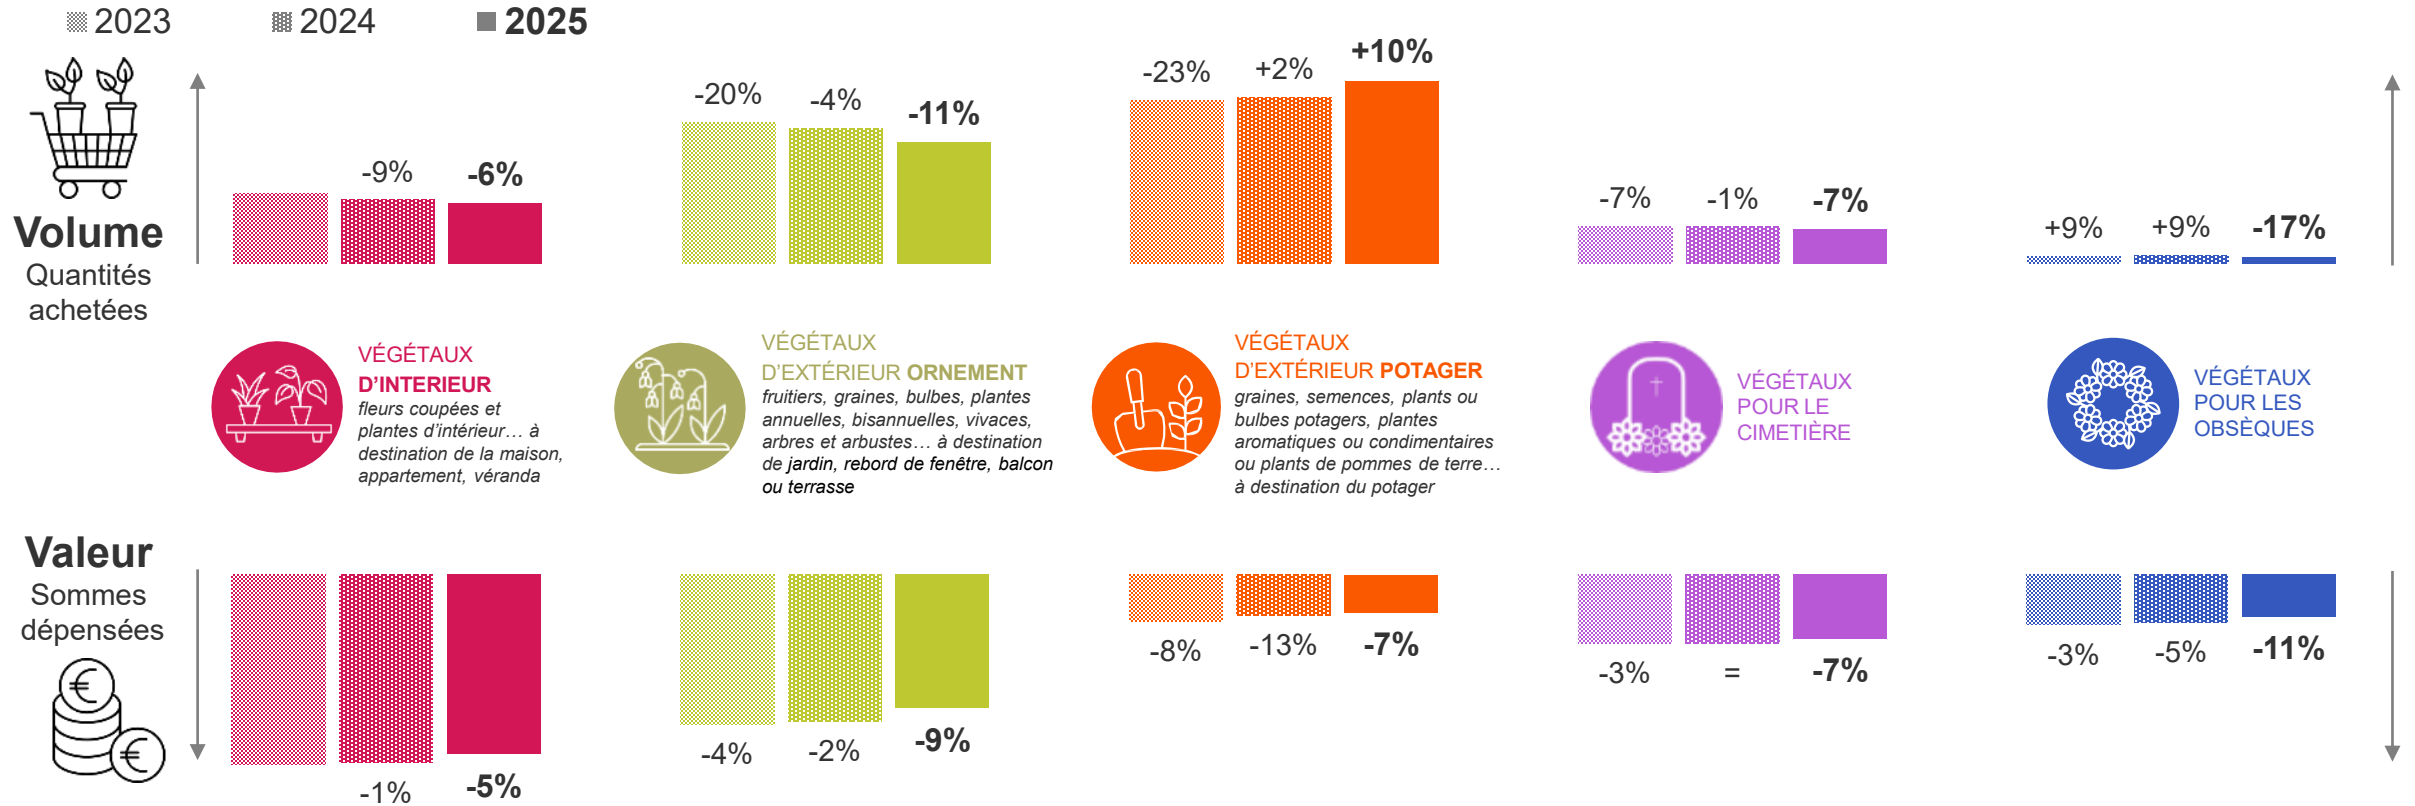 2023
2024
2025
-9%
-6%
-20%
-4%
-11%
-23%
+2%
+10%
-7%
-1%
-7%
+9%
+9%
-17%
Volume
Quantités
achetées
VÉGÉTAUX
D'INTERIEUR
fleurs coupées et
plantes d'intérieur… à
destination de la maison,
appartement, véranda
VÉGÉTAUX
D'EXTÉRIEUR ORNEMENT
fruitiers, graines, bulbes, plantes
annuelles, bisannuelles, vivaces,
arbres et arbustes… à destination
de jardin, rebord de fenêtre, balcon
ou terrasse
VÉGÉTAUX
D'EXTÉRIEUR POTAGER
graines, semences, plants ou
bulbes potagers, plantes
aromatiques ou condimentaires
ou plants de pommes de terre…
à destination du potager
VÉGÉTAUX
POUR LE
CIMETIÈRE
VÉGÉTAUX
POUR LES
OBSÈQUES
Valeur
Sommes
dépensées
€
€
-1%
-5%
-4%
-2%
-9%
-8%
-13%
-7%
-3%
=
-7%
-3%
-5%
-11%